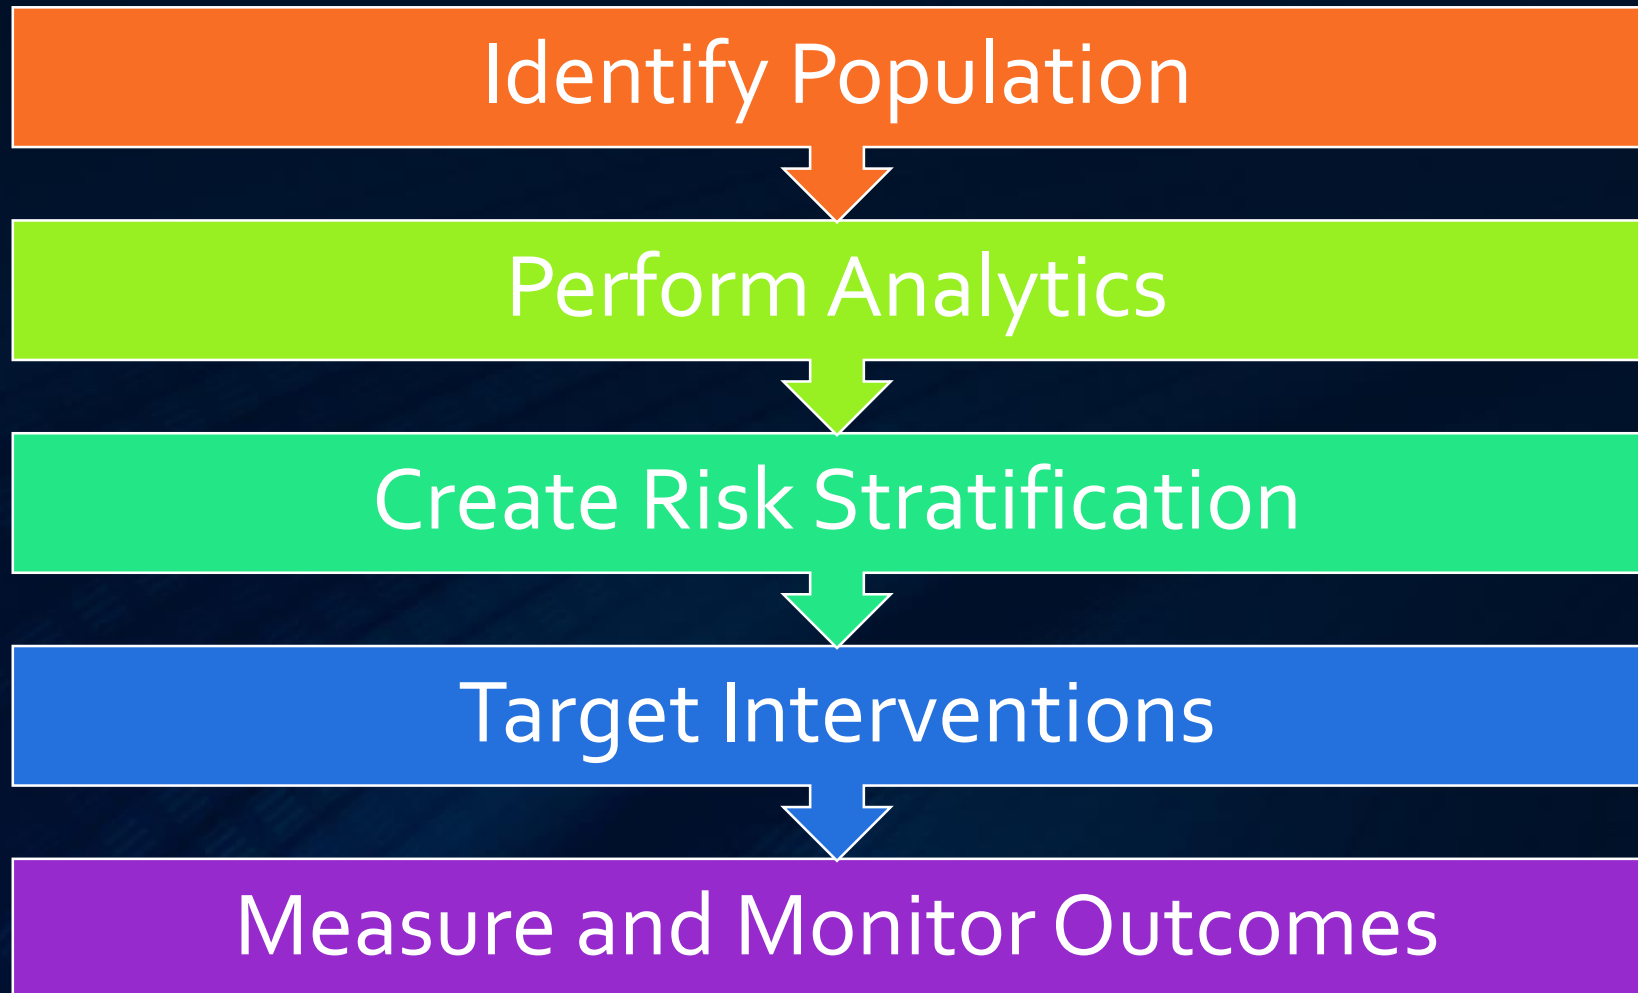 Identify Population
Perform Analytics
Create Risk Stratification
Target Interventions
Measure and Monitor Outcomes